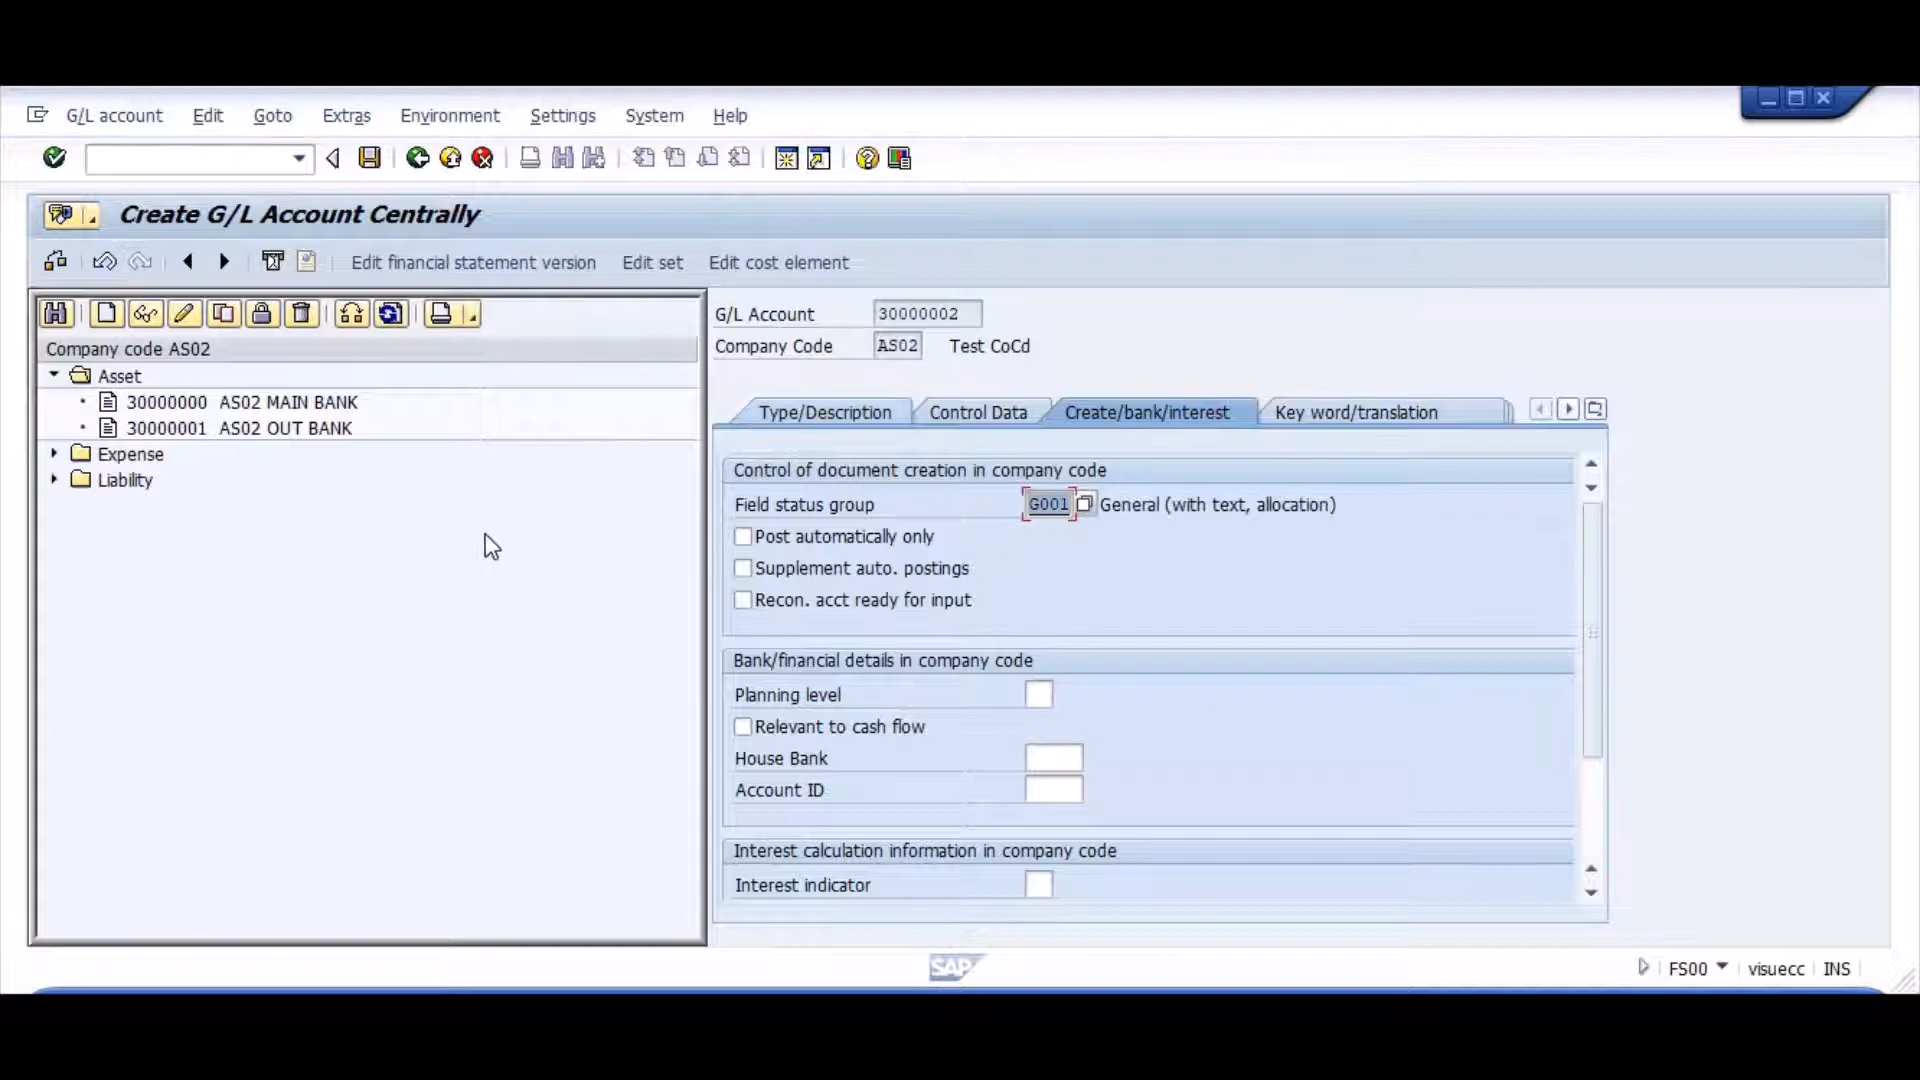 G/L account Edit Goto Extras Environment Settings System Help
Create G/L Account Centrally
Edit financial statement version Edit set Edit cost element
Company code AS02
Asset
30000000 AS02 MAIN BANK
30000001 AS02 OUT BANK
Expense
Liability
G/L Account 30000002
Company Code AS02 Test CoCd
Type/Description Control Data Create/bank/interest Key word/translation
Control of document creation in company code
Field status group G001 General (with text, allocation)
Post automatically only
Supplement auto. postings
Recon. acct ready for input
Bank/financial details in company code
Planning level
Relevant to cash flow
House Bank
Account ID
Interest calculation information in company code
Interest indicator
SAP
FS00 visuecc INS